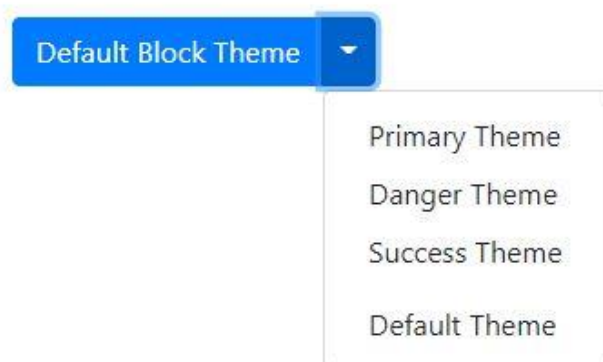 Default Block Theme
Primary Theme
Danger Theme
Success Theme
Default Theme